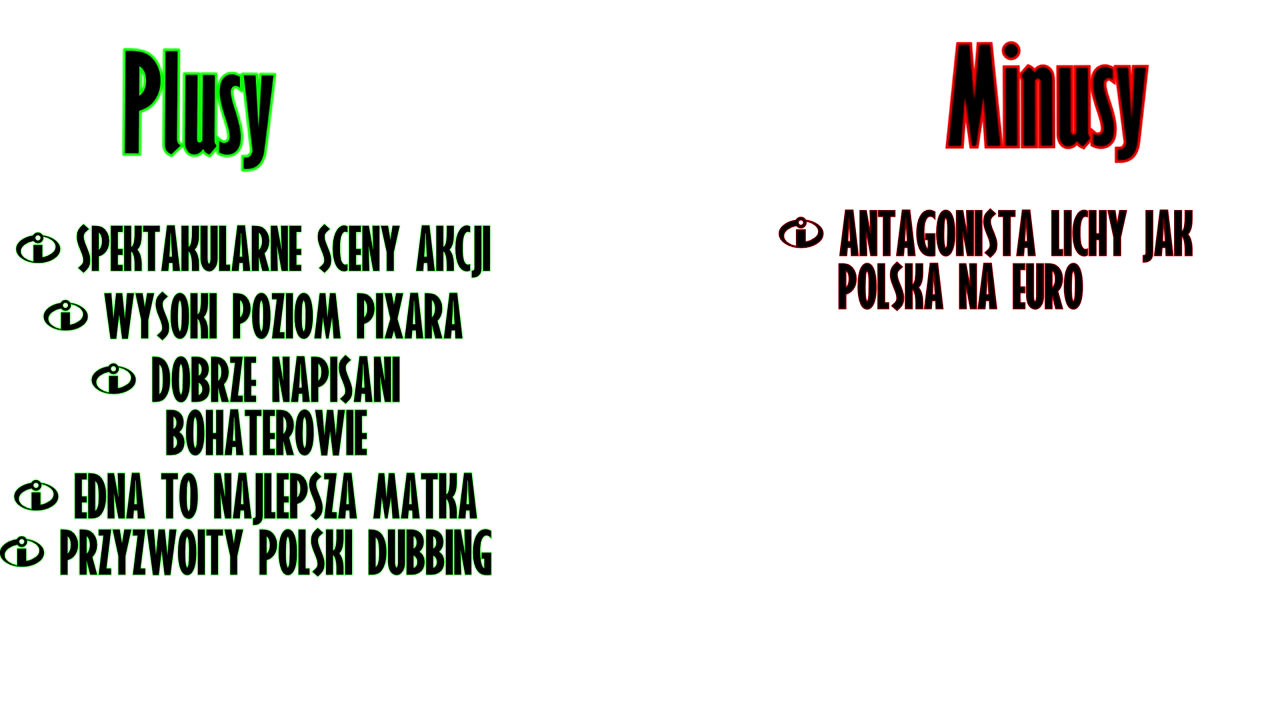 Plusy
SPEKTAKULARNE SCENY AKCJI
WYSOKI POZIOM PIXARA
DOBRZE NAPISANI
BOHATEROWIE
EDNA TO NAJLEPSZA MATKA
PRZYZWOITY POLSKI DUBBING
Minusy
ANTAGONISTA LICHY JAK
POLSKA NA EURO